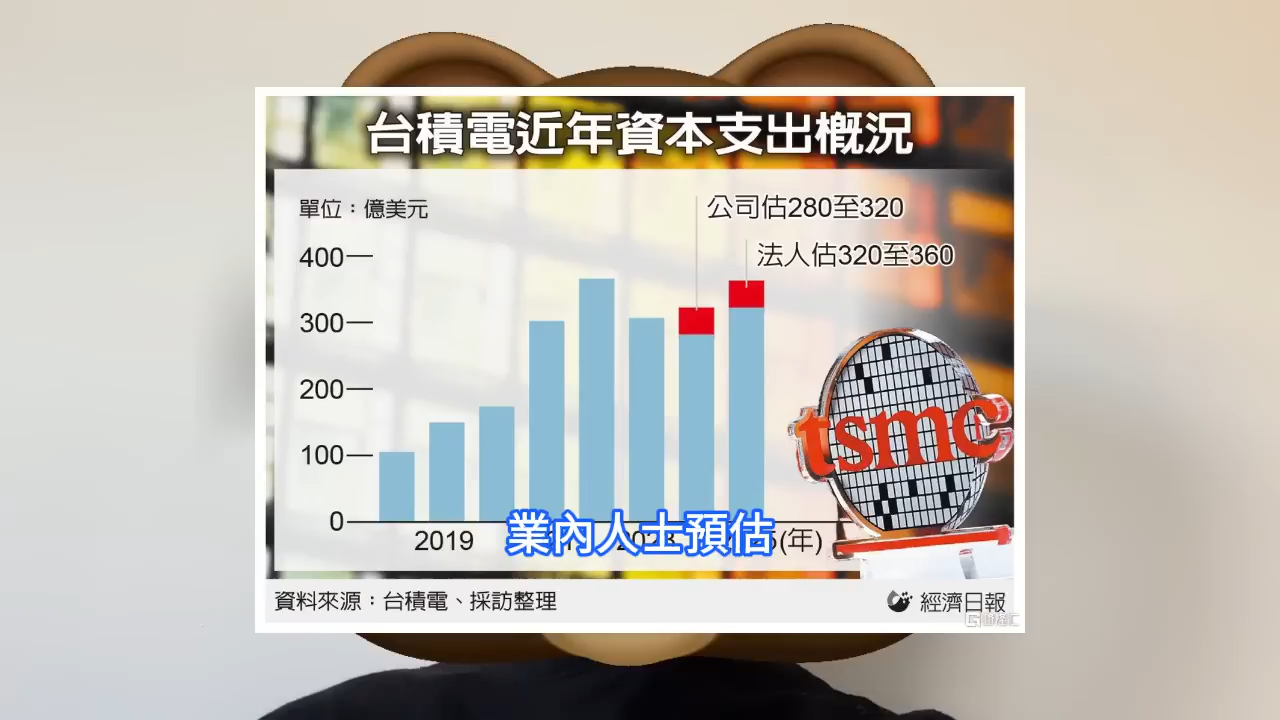 台積電近年資本支出概況
單位：億美元
公司估280至320
法人估320至360
400
300
200
100
0
2019
2023
(年)
業內人士預估
tsmc
資料來源：台積電、採訪整理
經濟日報